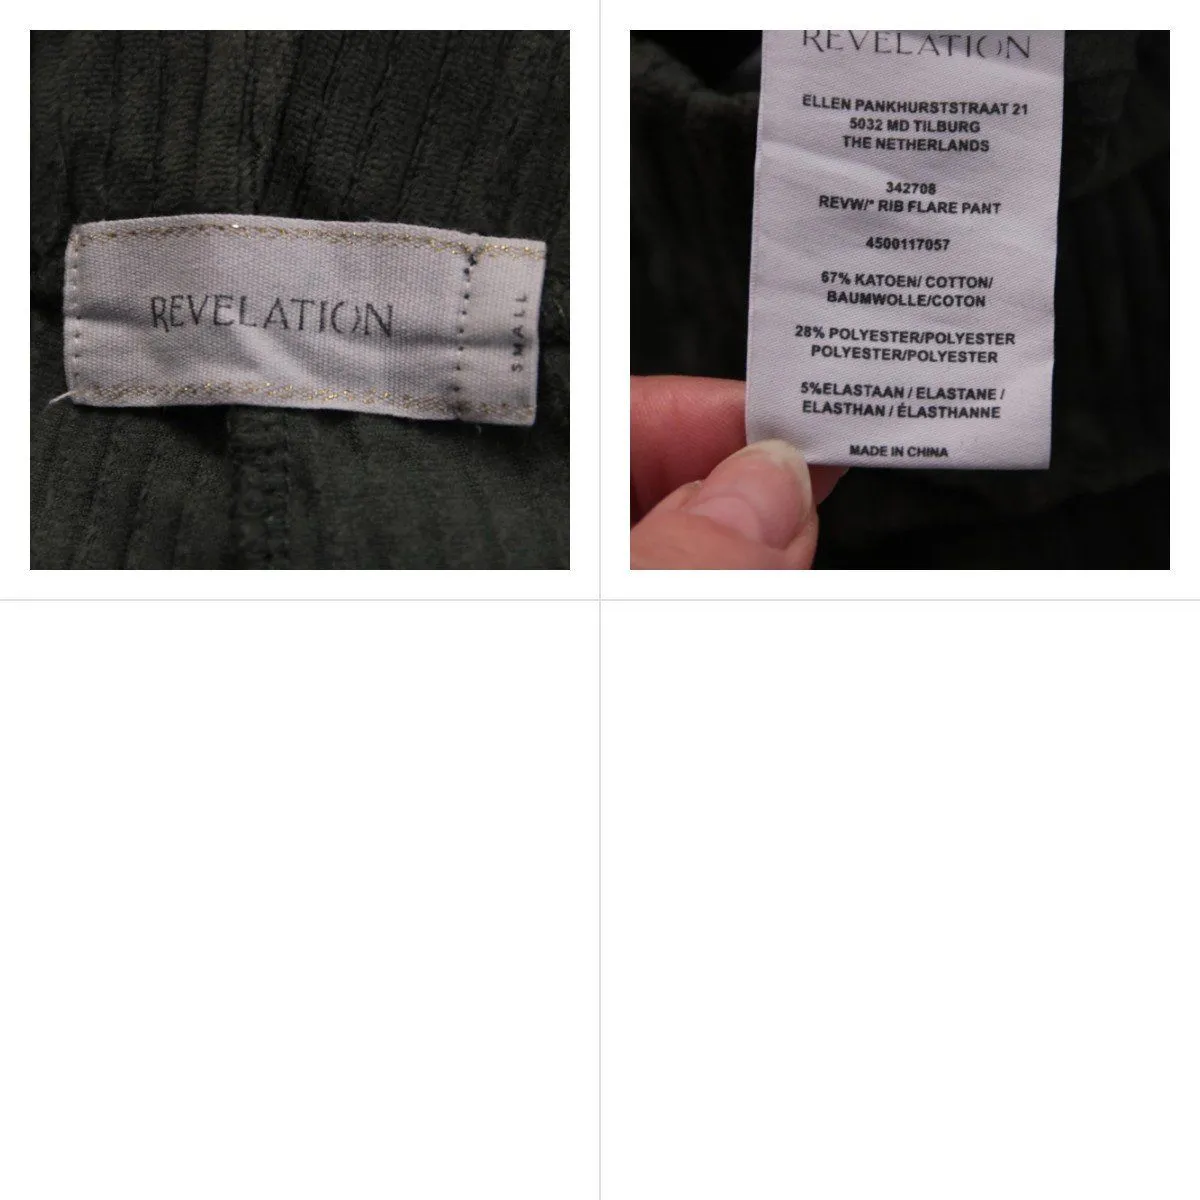 REVELATION
SMALL
REVELATION
ELLEN PANKHURSTSTRAAT 21
5032 MD TILBURG
THE NETHERLANDS
342708
REVW/" RIB FLARE PANT
4500117057
67% KATOEN/ COTTON/
BAUMWOLLE/COTON
28% POLYESTER/POLYESTER
POLYESTER/POLYESTER
5%ELASTAAN / ELASTANE /
ELASTHAN / ÉLASTHANNE
MADE IN CHINA